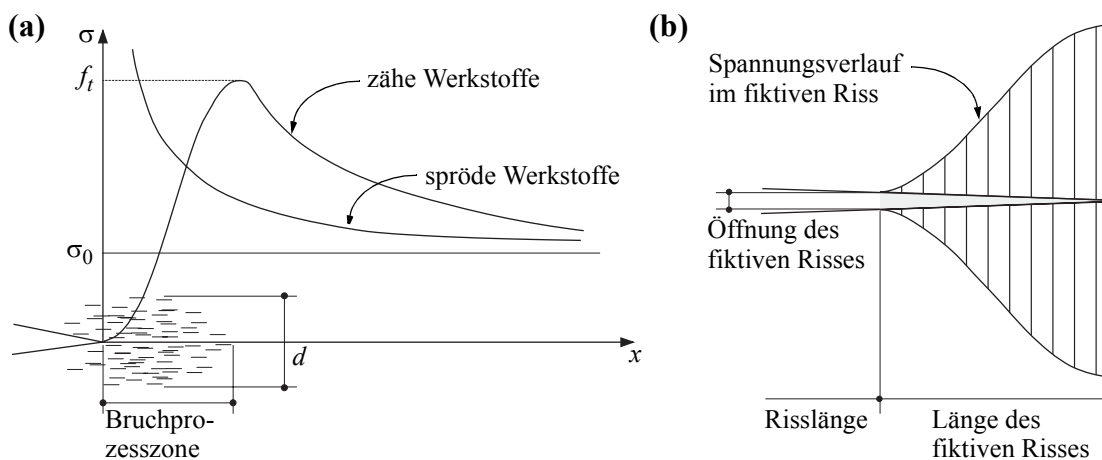 (a)
σ
f_t
zähe Werkstoffe
spröde Werkstoffe
σ_0
d
x
Bruchpro-
zesszone
(b)
Spannungsverlauf
im fiktiven Riss
Öffnung des
fiktiven Risses
Risslänge
Länge des
fiktiven Risses